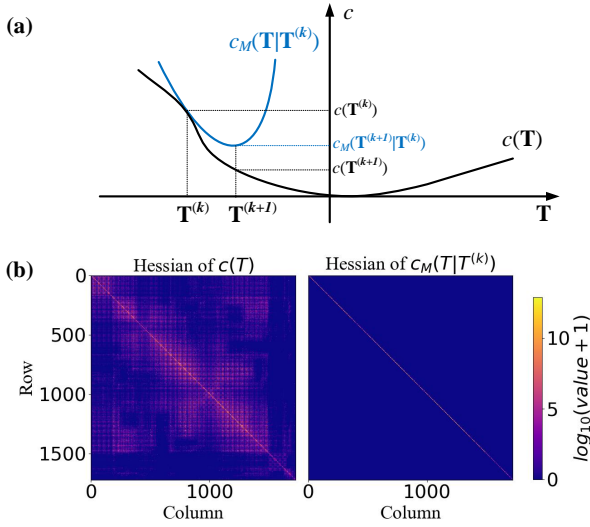 (a)
c
c_M(T|T^(k))
c(T^(k))
c_M(T^(k+1)|T^(k))
c(T)
c(T^(k+1))
T^(k) T^(k+1) T
(b)
Hessian of c(T) Hessian of c_M(T|T^(k))
0
500
1000
1500
Row
0 1000 0 1000
Column Column
10
5
0
log₁₀(value + 1)